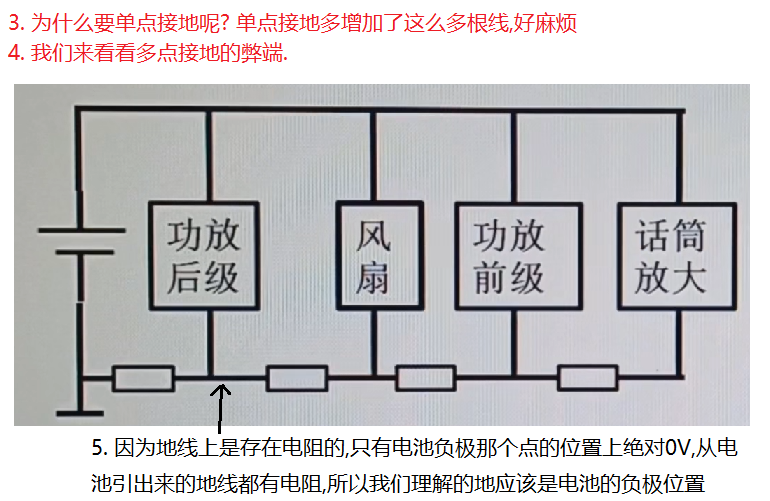 3. 为什么要单点接地呢? 单点接地多增加了这么多根线,好麻烦
4. 我们来看看多点接地的弊端.
功放 风 功放 话筒
后级 扇 前级 放大
5. 因为地线上是存在电阻的,只有电池负极那个点的位置上绝对0V,从电
池引出来的地线都有电阻,所以我们理解的地应该是电池的负极位置